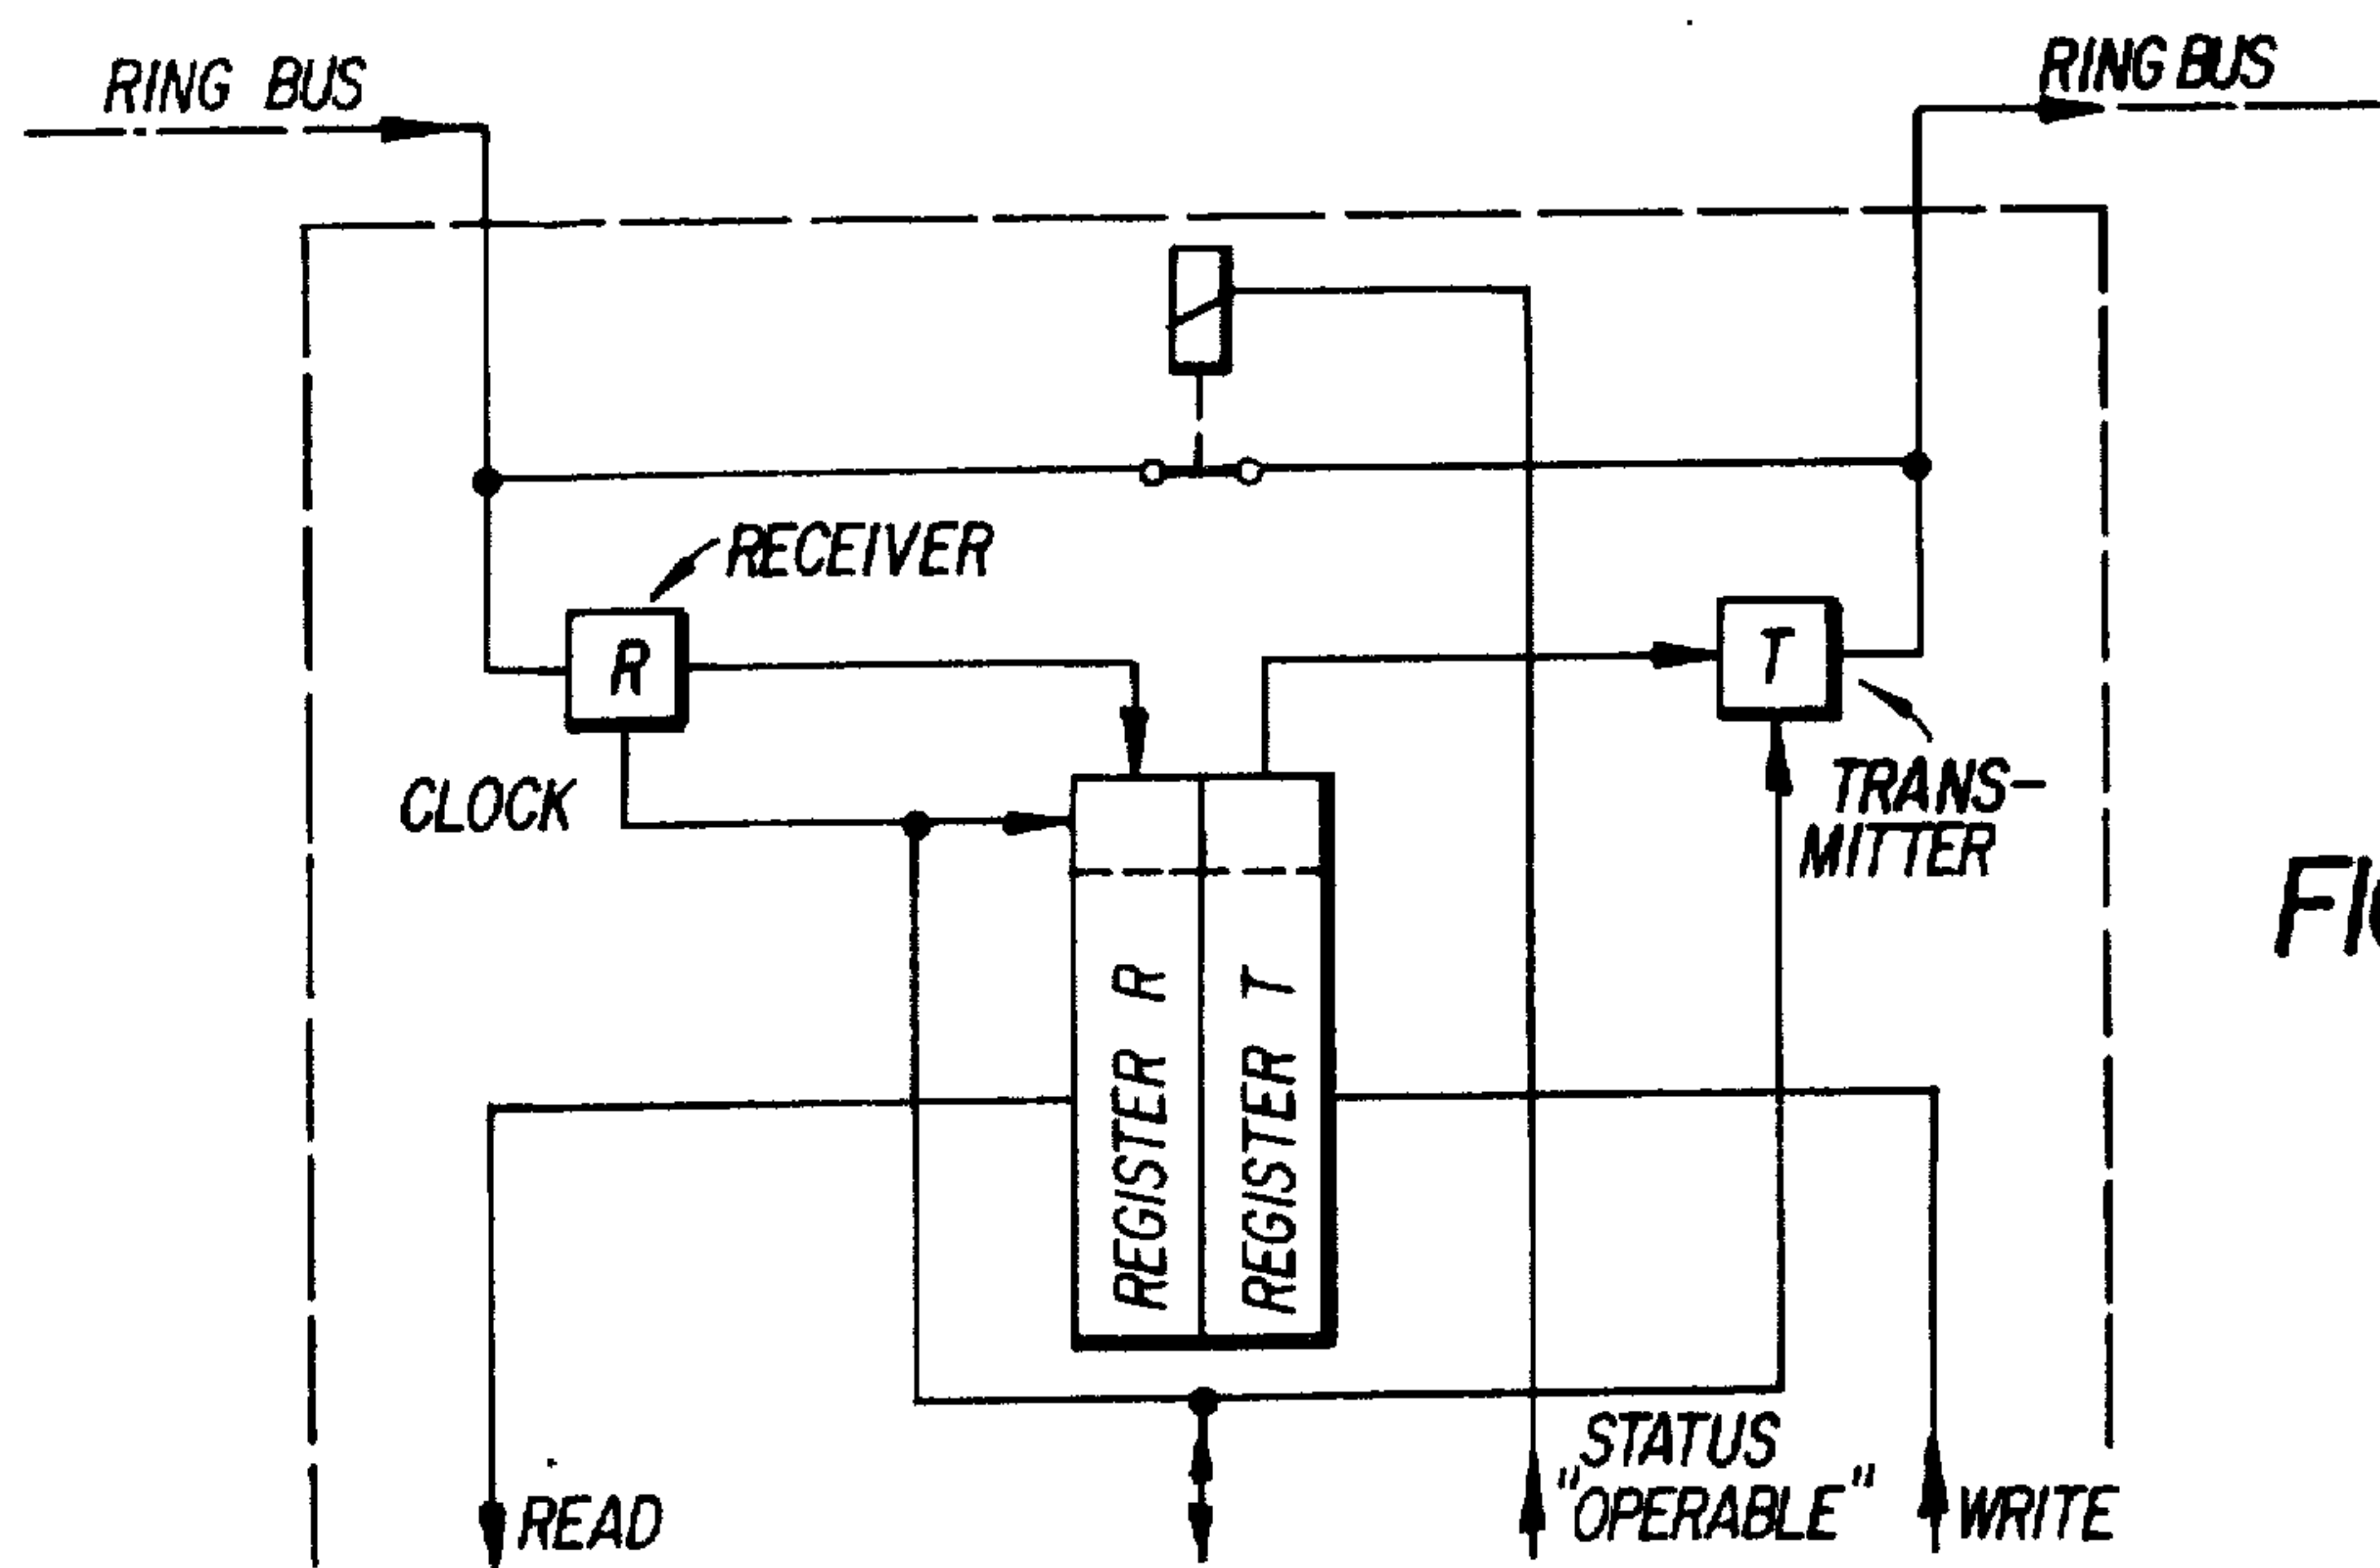 RING BUS
RING BUS
RECEIVER
R
T
CLOCK
TRANS-
MITTER
REGISTER R
REGISTER T
STATUS
"OPERABLE"
READ
WRITE